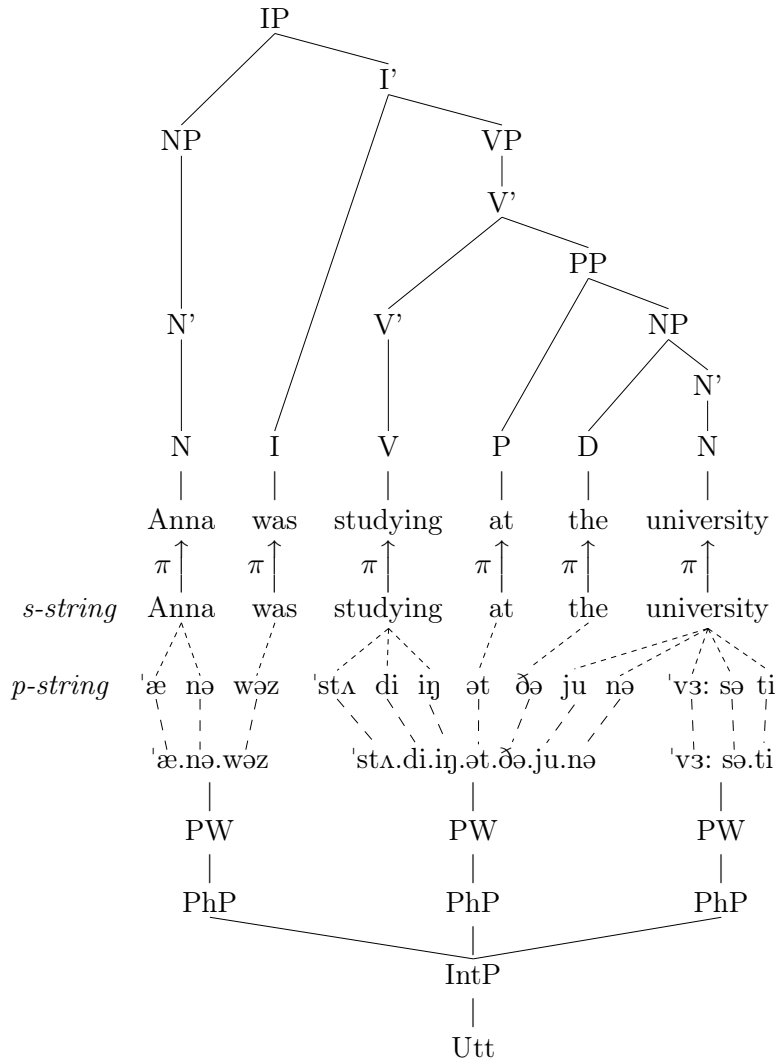 IP
I'
NP VP
V'
PP
N' V' NP
N'
N I V P D N
Anna was studying at the university
π π π π π π
s-string Anna was studying at the university
p-string ˈæ nə wəz ˈstʌ di iŋ ət ðə ju nə ˈvɜː sə ti
ˈæ.nə.wəz ˈstʌ.di.iŋ.ət.ðə.ju.nə ˈvɜː sə.ti
PW PW PW
PhP PhP PhP
IntP
Utt